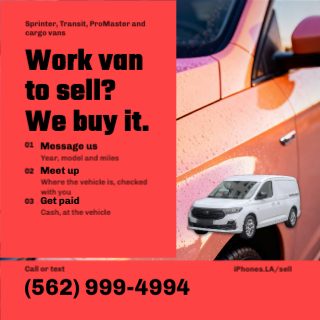 Sprinter, Transit, ProMaster and
cargo vans
Work van
to sell?
We buy it.
01 Message us
Year, model and miles
02 Meet up
Where the vehicle is, checked
with you
03 Get paid
Cash, at the vehicle
Call or text
iPhones.LA/sell
(562) 999-4994